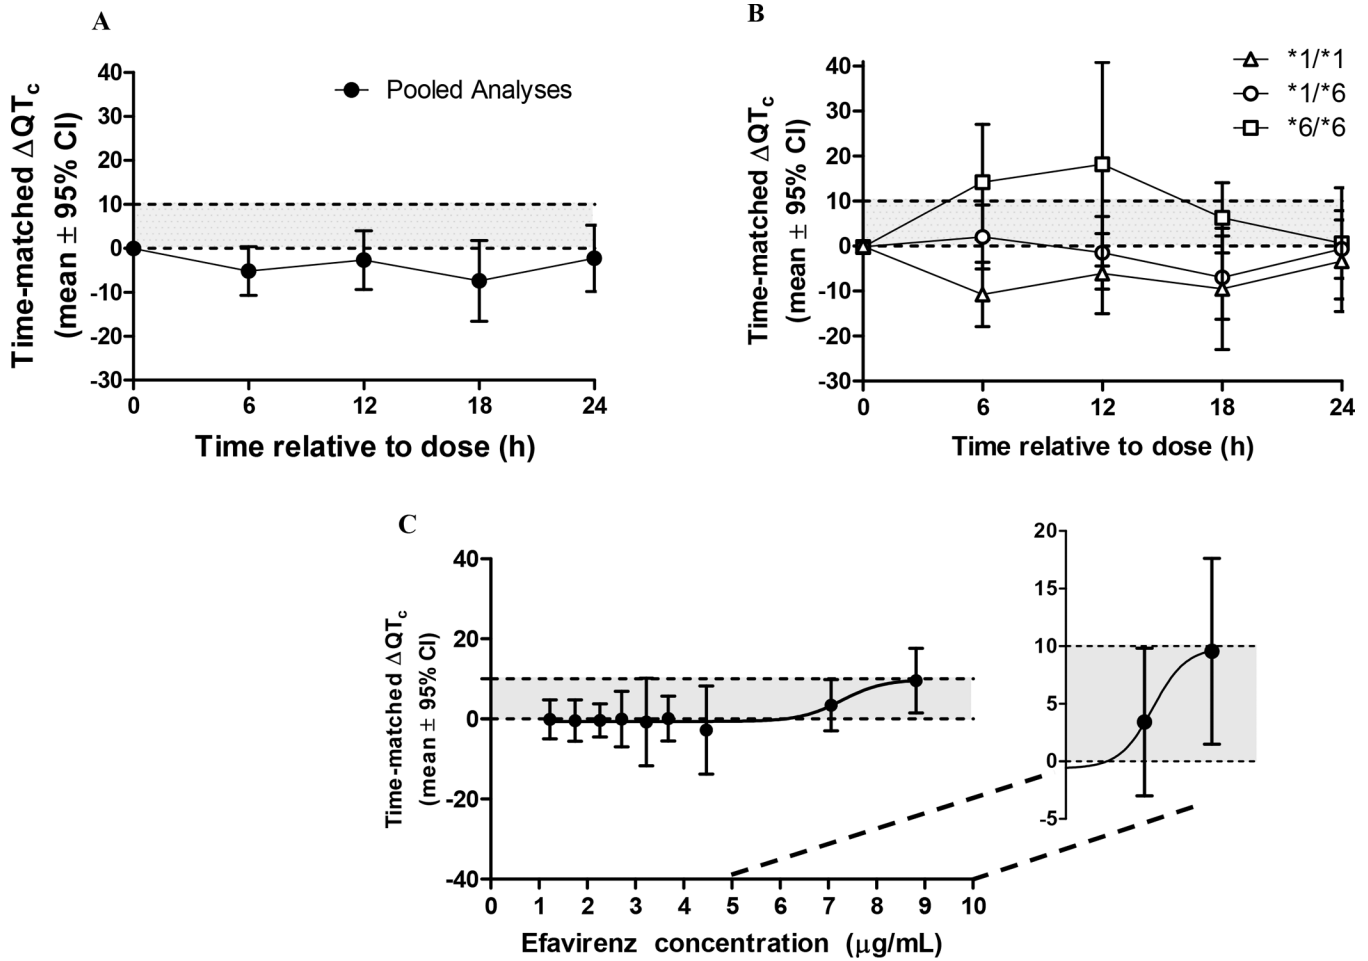 A
Time-matched ΔQTc
(mean ± 95% CI)
40
30
20
10
0
-10
-20
-30
0 6 12 18 24
Time relative to dose (h)
Pooled Analyses
B
Time-matched ΔQTc
(mean ± 95% CI)
40
30
20
10
0
-10
-20
-30
0 6 12 18 24
Time relative to dose (h)
*1/*1
*1/*6
*6/*6
C
Time-matched ΔQTc
(mean ± 95% CI)
40
20
0
-20
-40
0 1 2 3 4 5 6 7 8 9 10
Efavirenz concentration (μg/mL)
20
15
10
5
0
-5